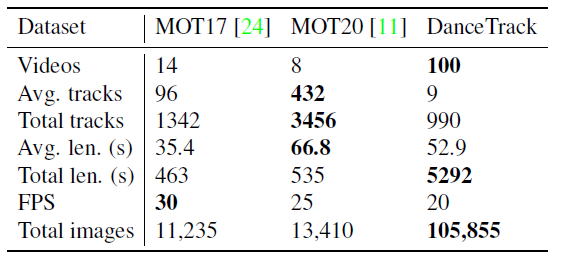 Dataset MOT17 [24] MOT20 [11] DanceTrack
Videos 14 8 100
Avg. tracks 96 432 9
Total tracks 1342 3456 990
Avg. len. (s) 35.4 66.8 52.9
Total len. (s) 463 535 5292
FPS 30 25 20
Total images 11,235 13,410 105,855